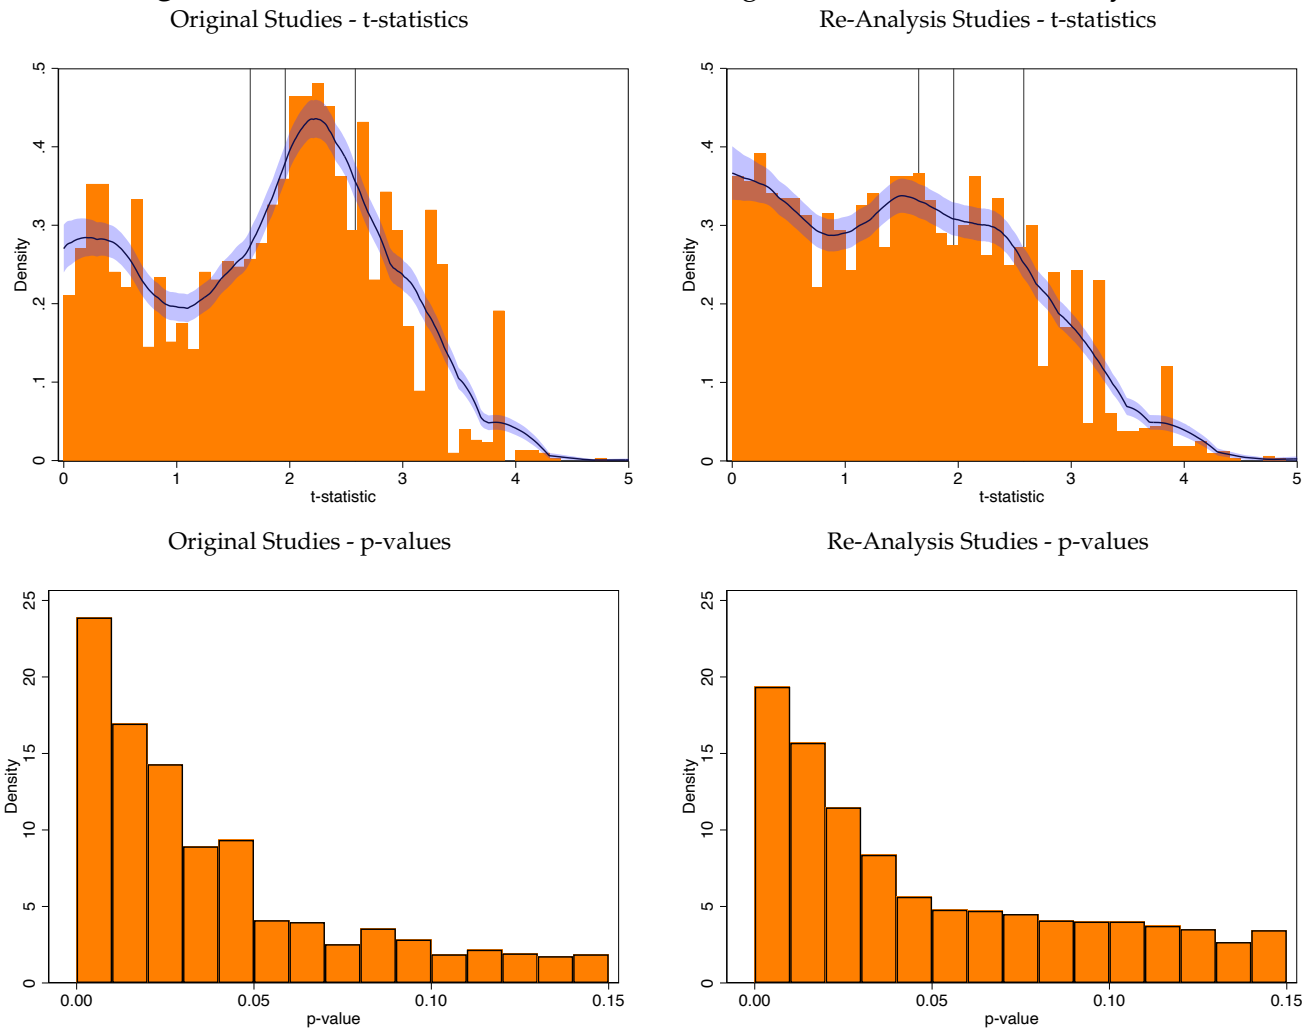 Original Studies - t-statistics
Re-Analysis Studies - t-statistics
.5
.4
.3
.2
.1
0
Density
0 1 2 3 4 5
t-statistic
.5
.4
.3
.2
.1
0
Density
0 1 2 3 4 5
t-statistic
Original Studies - p-values
Re-Analysis Studies - p-values
25
20
15
10
5
0
Density
0.00 0.05 0.10 0.15
p-value
25
20
15
10
5
0
Density
0.00 0.05 0.10 0.15
p-value